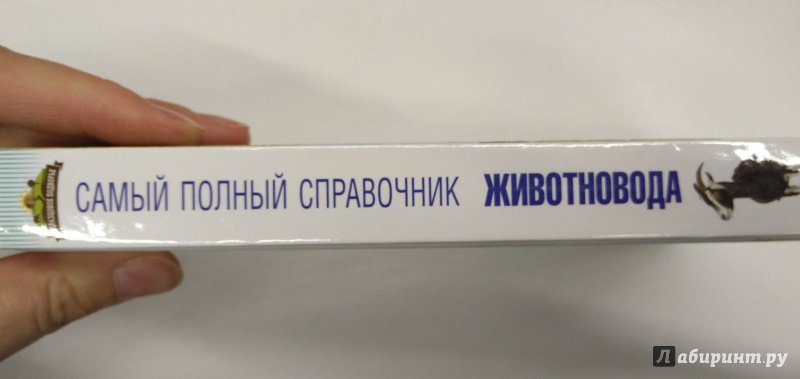 САМЫЙ ПОЛНЫЙ СПРАВОЧНИК ЖИВОТНОВОДА
Лабиринт.ру